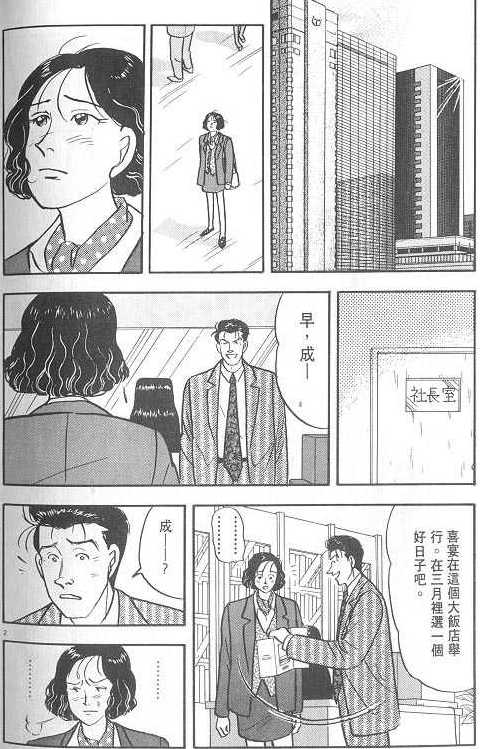 社長室
早，成—
喜宴在這個大飯店舉
行。在三月裡選一個
好日子吧。
………
成？
………
………
2